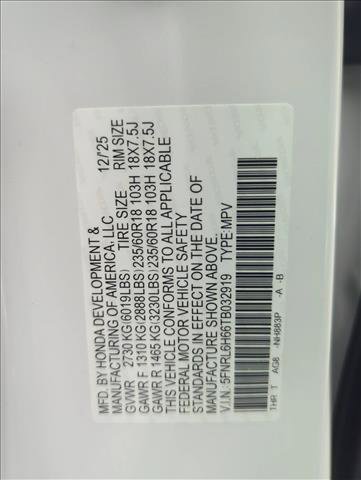 MFD. BY HONDA DEVELOPMENT & 12/'25
MANUFACTURING OF AMERICA, LLC
TIRE SIZE RIM SIZE
GVWR 2730 KG(6019LBS)
GAWR F 1310 KG(2888LBS)235/60R18 103H 18X7.5J
GAWR R 1465 KG(3230LBS)235/60R18 103H 18X7.5J
THIS VEHICLE CONFORMS TO ALL APPLICABLE
FEDERAL MOTOR VEHICLE SAFETY
STANDARDS IN EFFECT ON THE DATE OF
MANUFACTURE SHOWN ABOVE.
V.I.N.: 5FNRL6H66TB032919 TYPE:MPV
THR T AG8 -NH883P -A -B